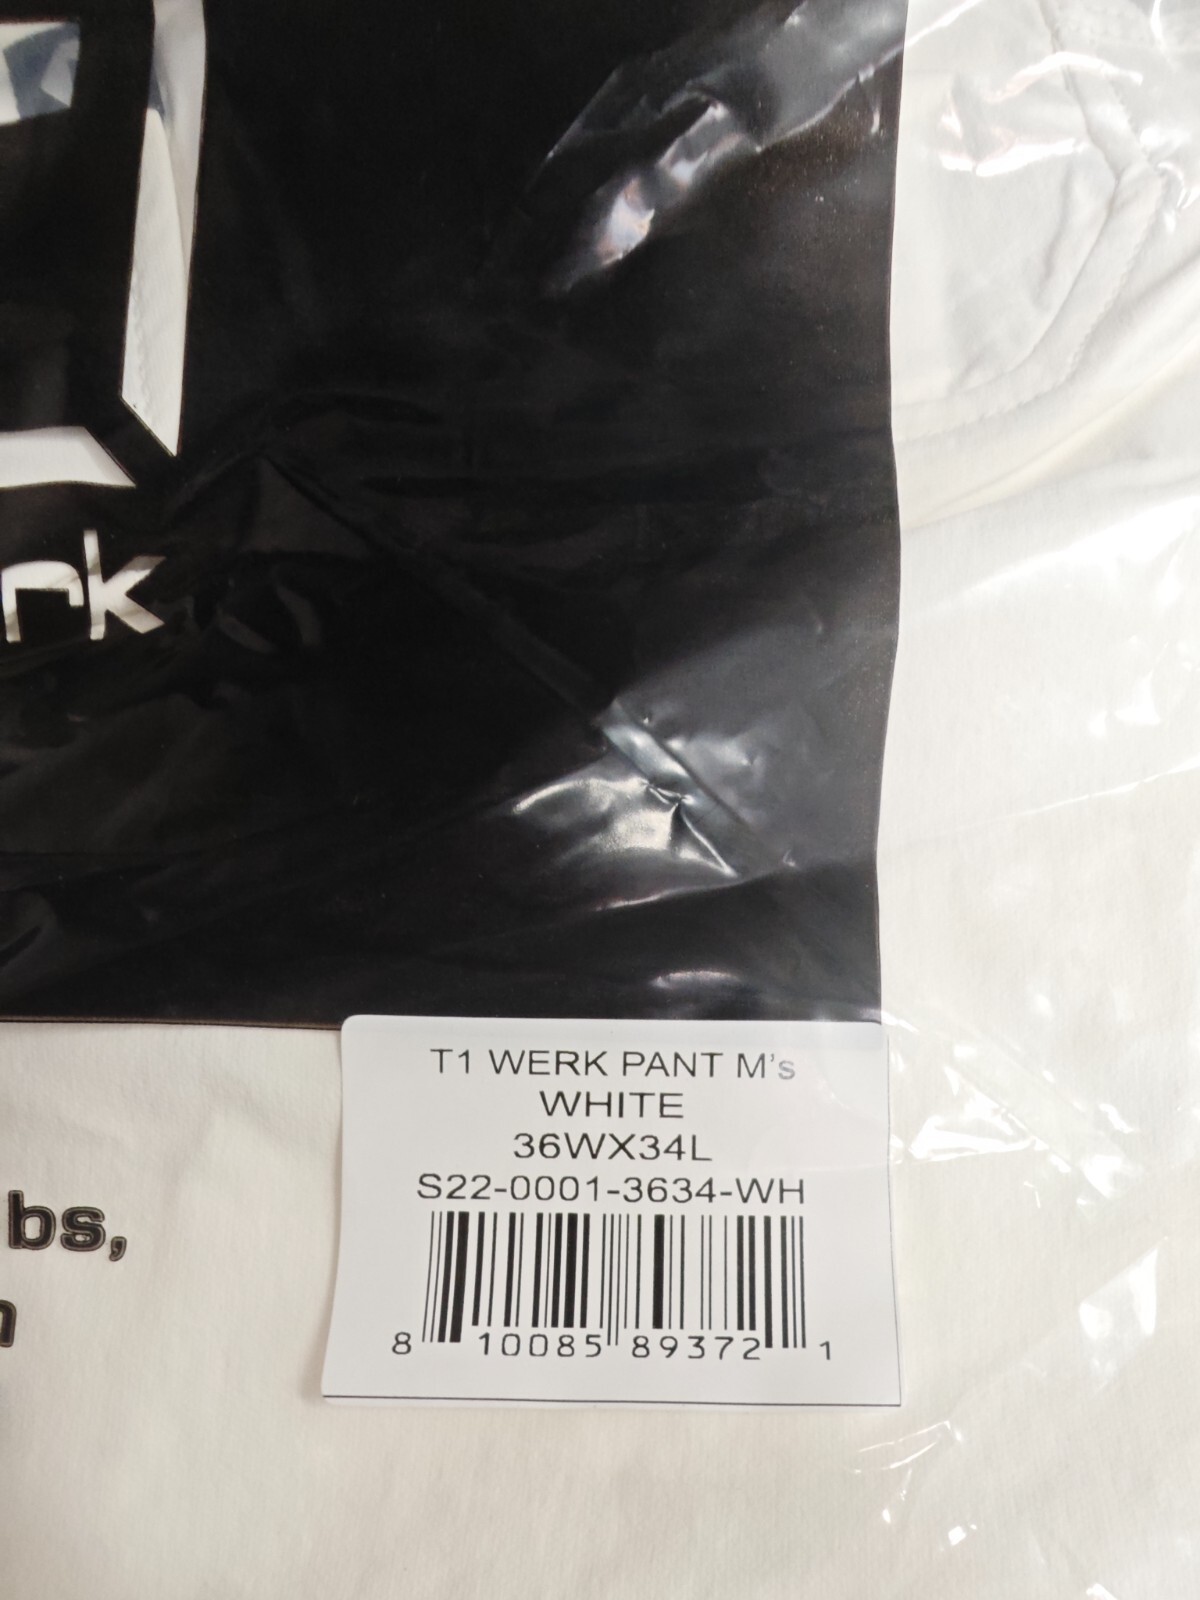 rk
T1 WERK PANT M's
WHITE
36WX34L
S22-0001-3634-WH
8 10085 89372 1
bs,